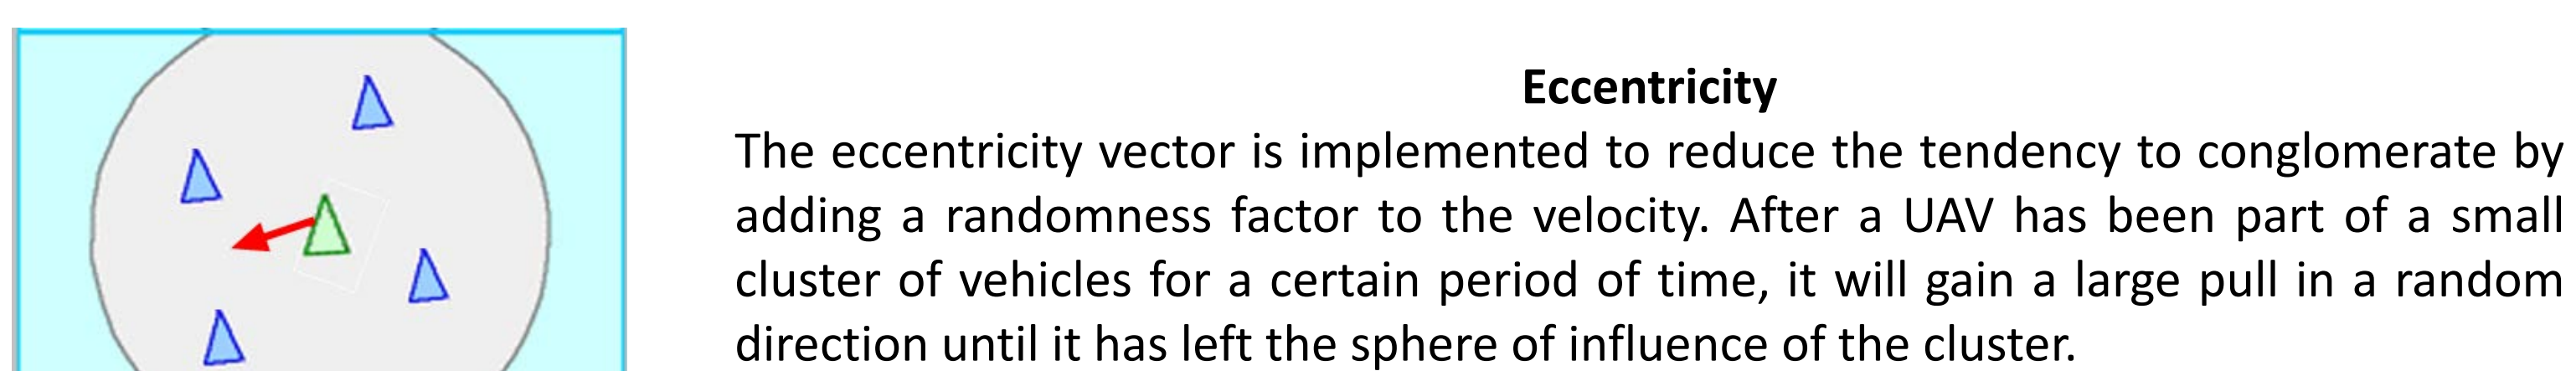 Eccentricity
The eccentricity vector is implemented to reduce the tendency to conglomerate by
adding a randomness factor to the velocity. After a UAV has been part of a small
cluster of vehicles for a certain period of time, it will gain a large pull in a random
direction until it has left the sphere of influence of the cluster.